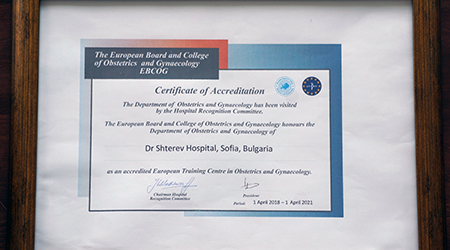 The European Board and College
of Obstetrics and Gynaecology
EBCOG
Certificate of Accreditation
The Department of Obstetrics and Gynaecology has been visited
by the Hospital Recognition Committee.
The European Board and College of Obstetrics and Gynaecology honours the
Department of Obstetrics and Gynaecology of
Dr Shterev Hospital, Sofia, Bulgaria
as an accredited European Training Centre in Obstetrics and Gynaecology.
Chairman Hospital
Recognition Committee
President
Period 1 April 2018 – 1 April 2021